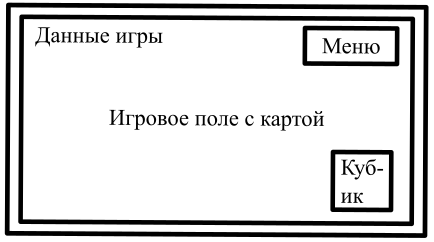 Данные игры
Меню
Игровое поле с картой
Куб-
ик